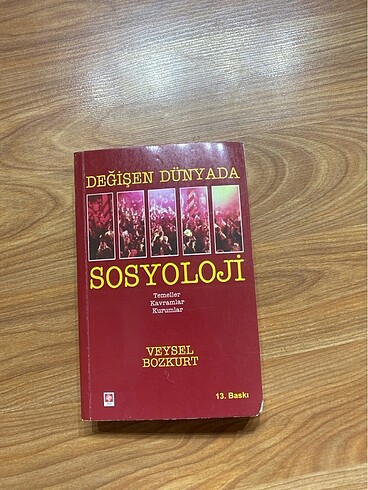 DEĞİŞEN DÜNYADA
SOSYOLOJİ
Temeller
Kavramlar
Kurumlar
VEYSEL
BOZKURT
13. Baskı